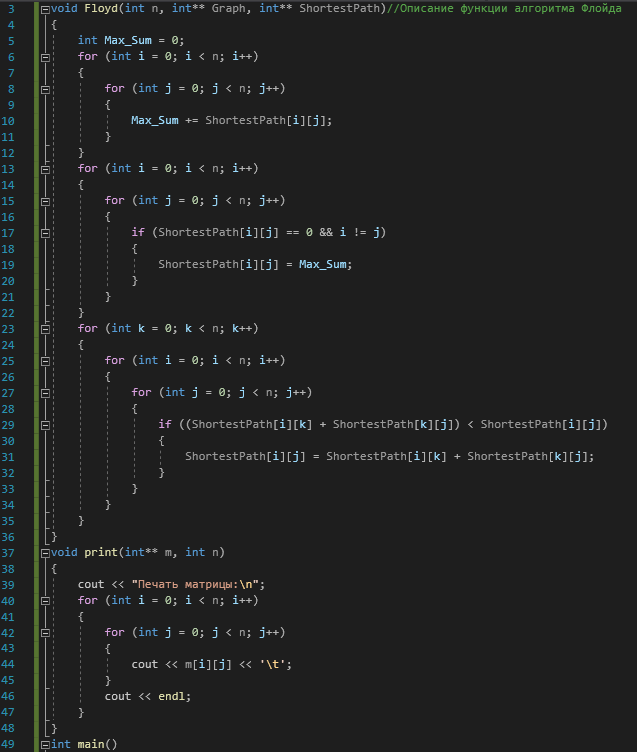 3 void Floyd(int n, int** Graph, int** ShortestPath)//Описание функции алгоритма Флойда
4 {
5     int Max_Sum = 0;
6     for (int i = 0; i < n; i++)
7     {
8         for (int j = 0; j < n; j++)
9         {
10             Max_Sum += ShortestPath[i][j];
11         }
12     }
13     for (int i = 0; i < n; i++)
14     {
15         for (int j = 0; j < n; j++)
16         {
17             if (ShortestPath[i][j] == 0 && i != j)
18             {
19                 ShortestPath[i][j] = Max_Sum;
20             }
21         }
22     }
23     for (int k = 0; k < n; k++)
24     {
25         for (int i = 0; i < n; i++)
26         {
27             for (int j = 0; j < n; j++)
28             {
29                 if ((ShortestPath[i][k] + ShortestPath[k][j]) < ShortestPath[i][j])
30                 {
31                     ShortestPath[i][j] = ShortestPath[i][k] + ShortestPath[k][j];
32                 }
33             }
34         }
35     }
36 }
37 void print(int** m, int n)
38 {
39     cout << "Печать матрицы:\n";
40     for (int i = 0; i < n; i++)
41     {
42         for (int j = 0; j < n; j++)
43         {
44             cout << m[i][j] << '\t';
45         }
46         cout << endl;
47     }
48 }
49 int main()